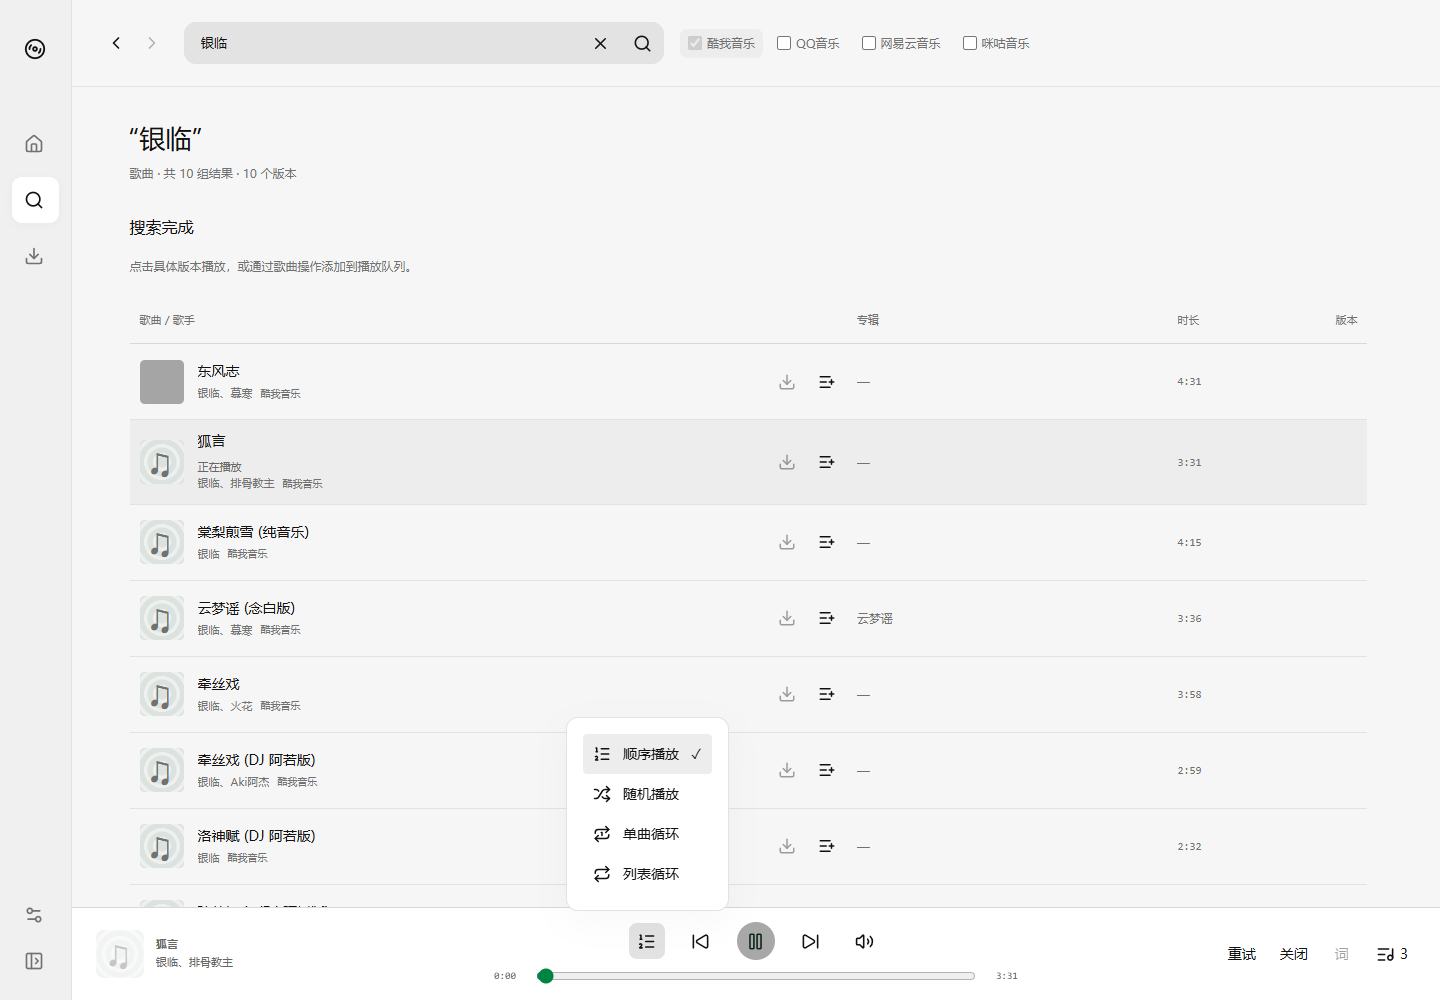 银临
酷我音乐
QQ音乐
网易云音乐
咪咕音乐
“银临”
歌曲 · 共 10 组结果 · 10 个版本
搜索完成
点击具体版本播放，或通过歌曲操作添加到播放队列。
歌曲 / 歌手 专辑 时长 版本
东风志
银临、慕寒 酷我音乐 — 4:31
狐言
正在播放
银临、排骨教主 酷我音乐 — 3:31
棠梨煎雪 (纯音乐)
银临 酷我音乐 — 4:15
云梦谣 (念白版)
银临、慕寒 酷我音乐 云梦谣 3:36
牵丝戏
银临、火花 酷我音乐 — 3:58
牵丝戏 (DJ 阿若版)
银临、Aki阿杰 酷我音乐 — 2:59
洛神赋 (DJ 阿若版)
银临 酷我音乐 — 2:32
顺序播放 ✓
随机播放
单曲循环
列表循环
狐言
银临、排骨教主
0:00
3:31
重试
关闭
词
3